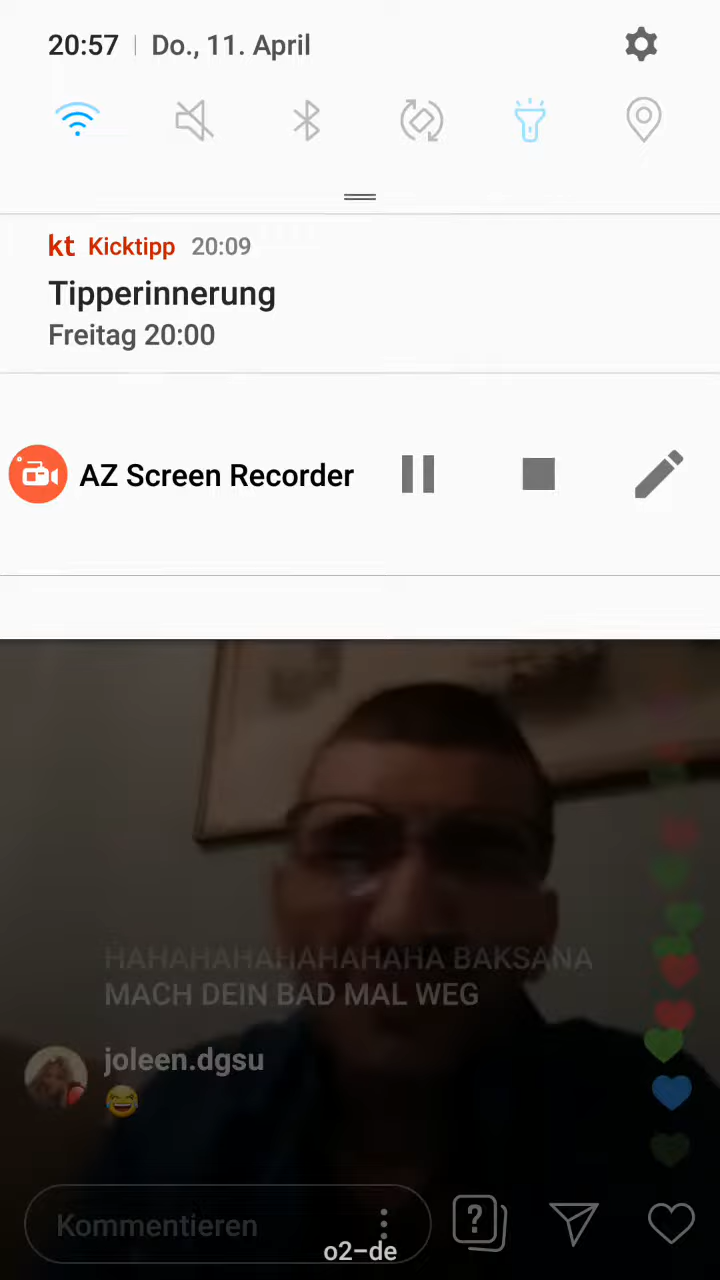 20:57 | Do., 11. April
kt Kicktipp 20:09
Tipperinnerung
Freitag 20:00
AZ Screen Recorder
HAHAHAHAHAHAHAHA BAKSANA
MACH DEIN BAD MAL WEG
joleen.dgsu
😂
Kommentieren
?
o2-de